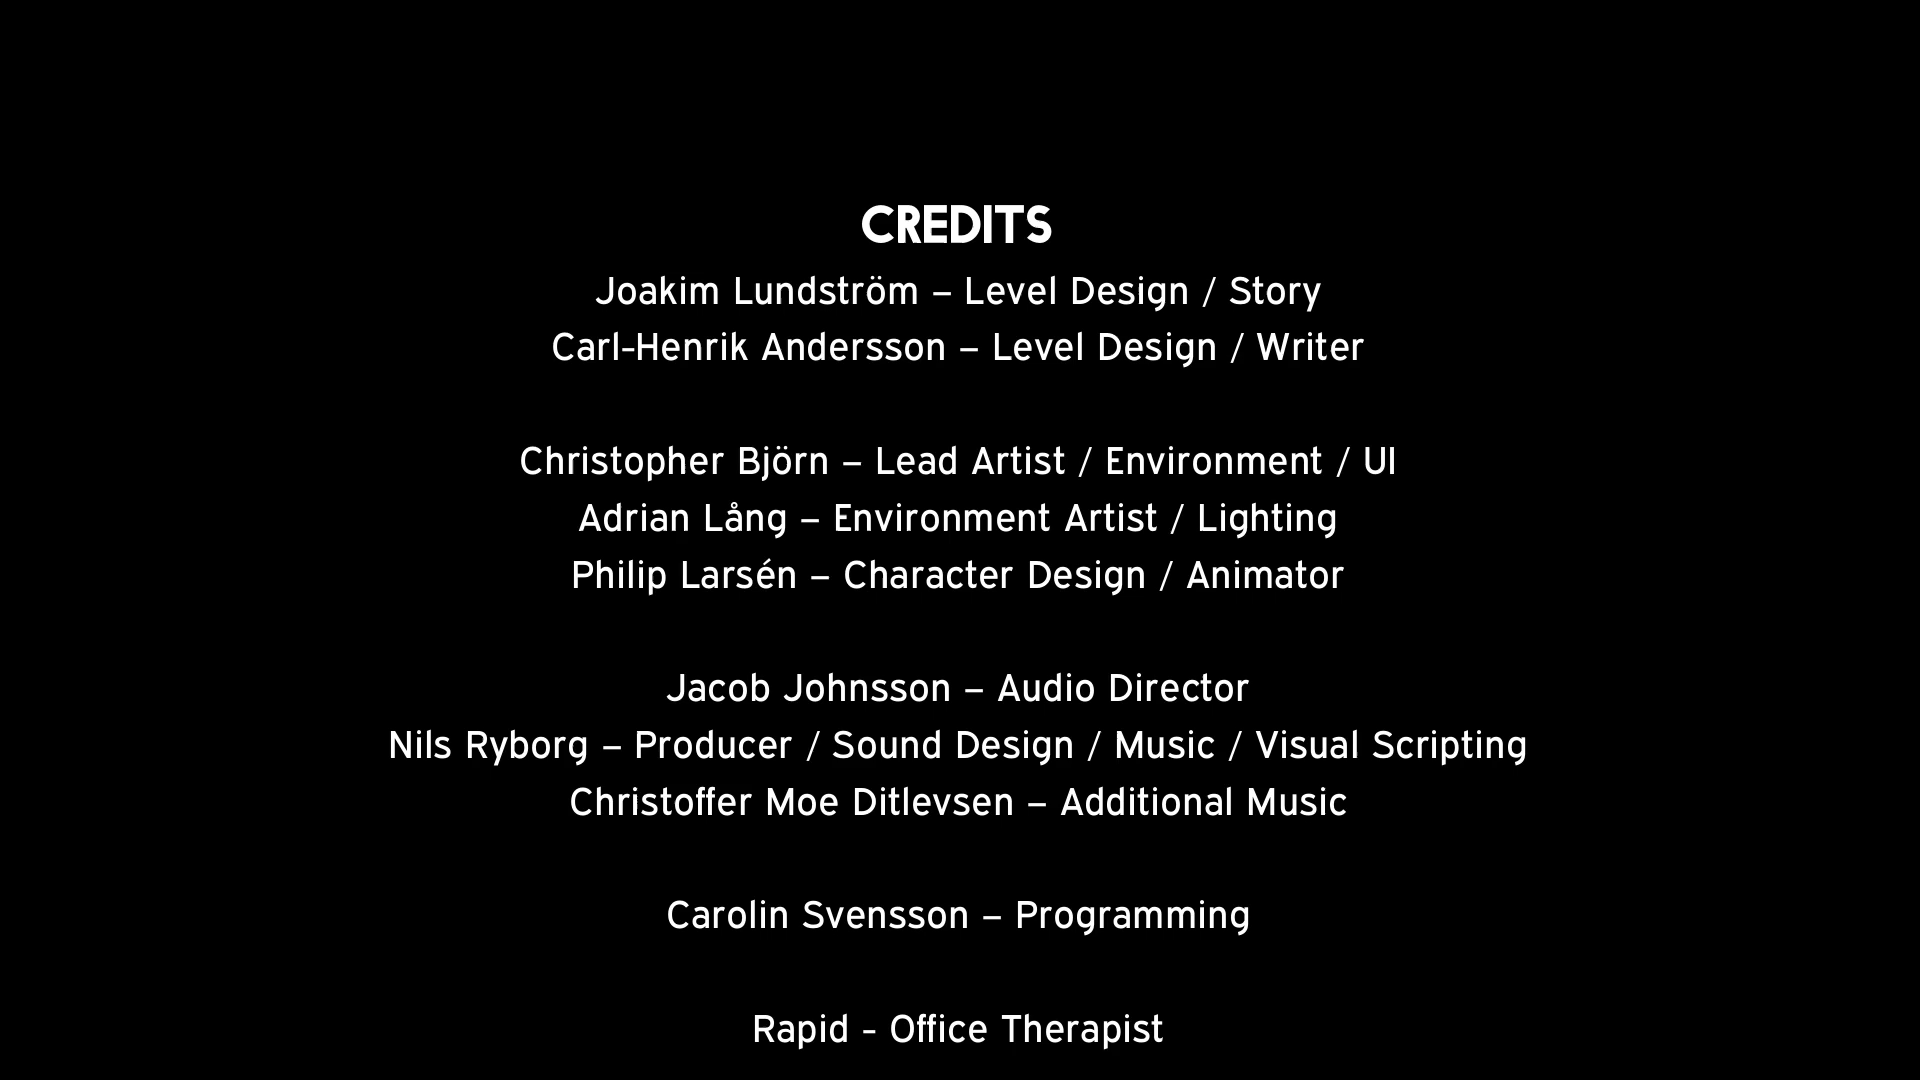 CREDITS
Joakim Lundström – Level Design / Story
Carl-Henrik Andersson – Level Design / Writer
Christopher Björn – Lead Artist / Environment / UI
Adrian Lång – Environment Artist / Lighting
Philip Larsén – Character Design / Animator
Jacob Johnsson – Audio Director
Nils Ryborg – Producer / Sound Design / Music / Visual Scripting
Christoffer Moe Ditlevsen – Additional Music
Carolin Svensson – Programming
Rapid - Office Therapist